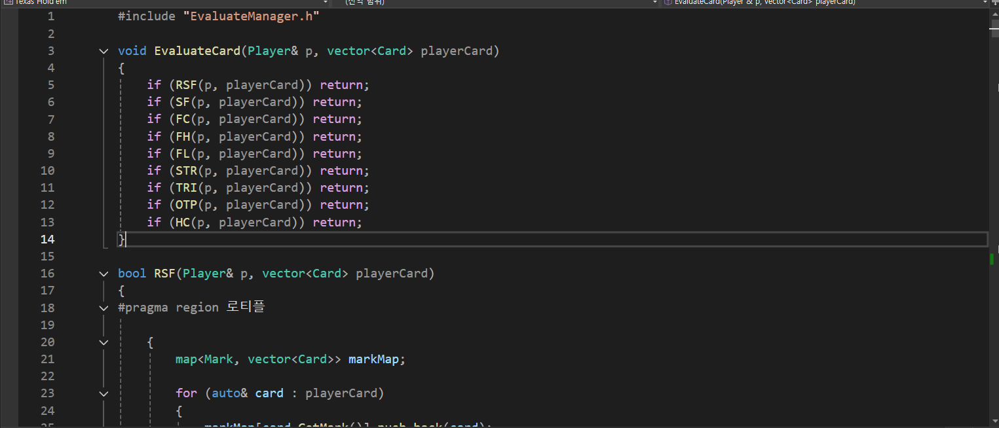 Texas Hold'em (전역 범위) EvaluateCard(Player & p, vector<Card> playerCard)
1 #include "EvaluateManager.h"
2
3 void EvaluateCard(Player& p, vector<Card> playerCard)
4 {
5 if (RSF(p, playerCard)) return;
6 if (SF(p, playerCard)) return;
7 if (FC(p, playerCard)) return;
8 if (FH(p, playerCard)) return;
9 if (FL(p, playerCard)) return;
10 if (STR(p, playerCard)) return;
11 if (TRI(p, playerCard)) return;
12 if (OTP(p, playerCard)) return;
13 if (HC(p, playerCard)) return;
14 }
15
16 bool RSF(Player& p, vector<Card> playerCard)
17 {
18 #pragma region 로티플
19
20 {
21 map<Mark, vector<Card>> markMap;
22
23 for (auto& card : playerCard)
24 {
25 markMap[card.GetMark()].push_back(card);